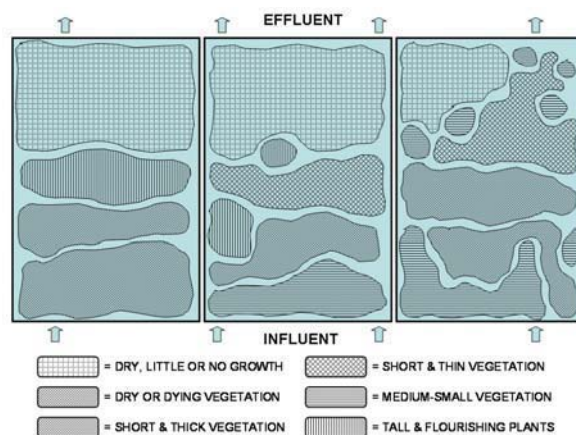 EFFLUENT
INFLUENT
= DRY, LITTLE OR NO GROWTH
= SHORT & THIN VEGETATION
= DRY OR DYING VEGETATION
= MEDIUM-SMALL VEGETATION
= SHORT & THICK VEGETATION
= TALL & FLOURISHING PLANTS